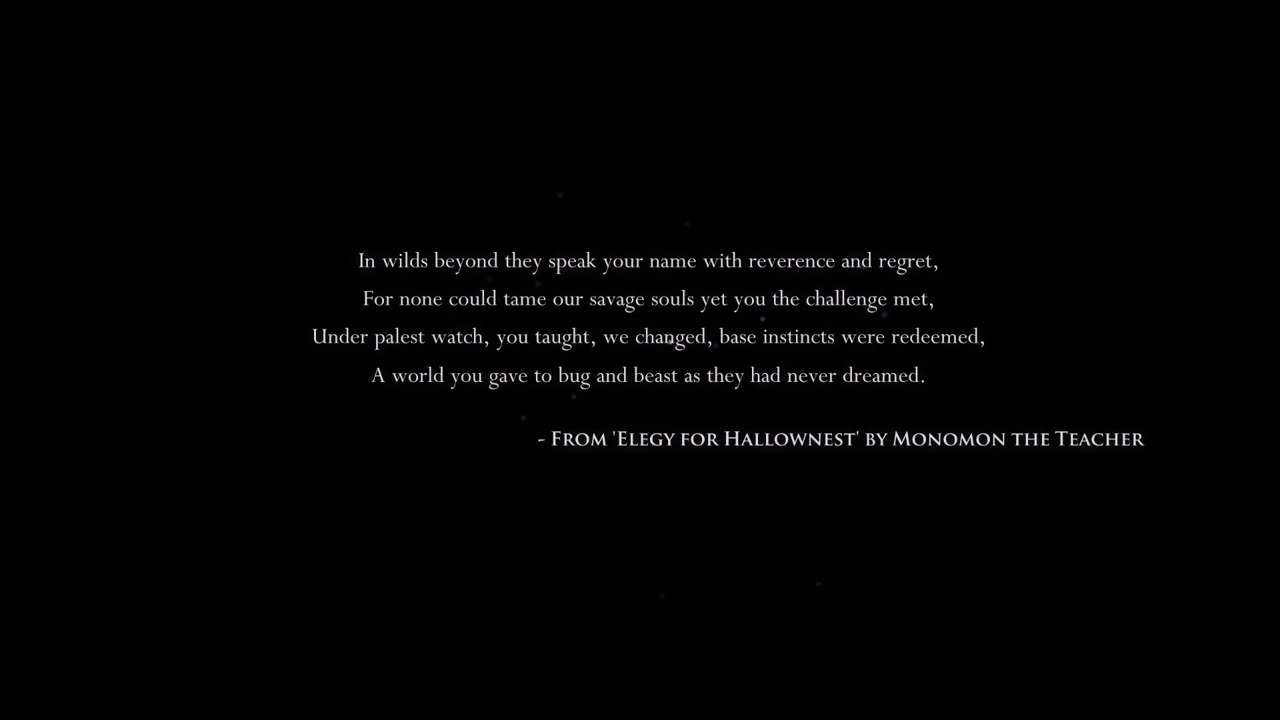 In wilds beyond they speak your name with reverence and regret,
For none could tame our savage souls yet you the challenge met,
Under palest watch, you taught, we changed, base instincts were redeemed,
A world you gave to bug and beast as they had never dreamed.
- From 'Elegy for Hallownest' by Monomon the Teacher